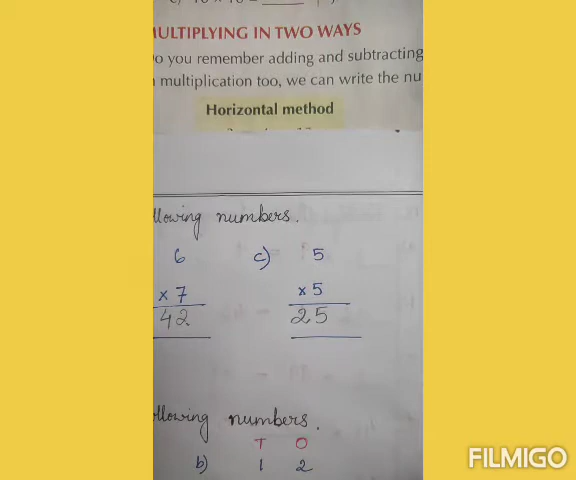 MULTIPLYING IN TWO WAYS
o you remember adding and subtracting
multiplication too, we can write the nu
Horizontal method
llowing numbers.
6 c) 5
x 7 x 5
42 25
llowing numbers.
T O
b) 1 2
FILMIGO